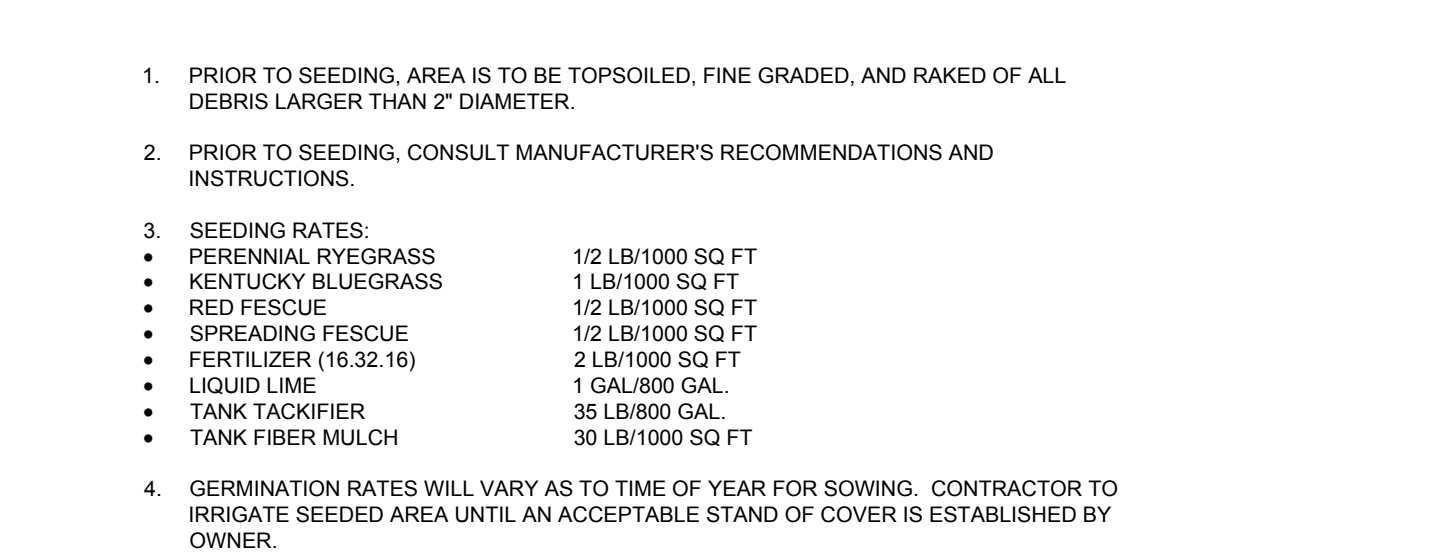 1. PRIOR TO SEEDING, AREA IS TO BE TOPSOILED, FINE GRADED, AND RAKED OF ALL
DEBRIS LARGER THAN 2" DIAMETER.
2. PRIOR TO SEEDING, CONSULT MANUFACTURER'S RECOMMENDATIONS AND
INSTRUCTIONS.
3. SEEDING RATES:
• PERENNIAL RYEGRASS 1/2 LB/1000 SQ FT
• KENTUCKY BLUEGRASS 1 LB/1000 SQ FT
• RED FESCUE 1/2 LB/1000 SQ FT
• SPREADING FESCUE 1/2 LB/1000 SQ FT
• FERTILIZER (16.32.16) 2 LB/1000 SQ FT
• LIQUID LIME 1 GAL/800 GAL.
• TANK TACKIFIER 35 LB/800 GAL.
• TANK FIBER MULCH 30 LB/1000 SQ FT
4. GERMINATION RATES WILL VARY AS TO TIME OF YEAR FOR SOWING. CONTRACTOR TO
IRRIGATE SEEDED AREA UNTIL AN ACCEPTABLE STAND OF COVER IS ESTABLISHED BY
OWNER.